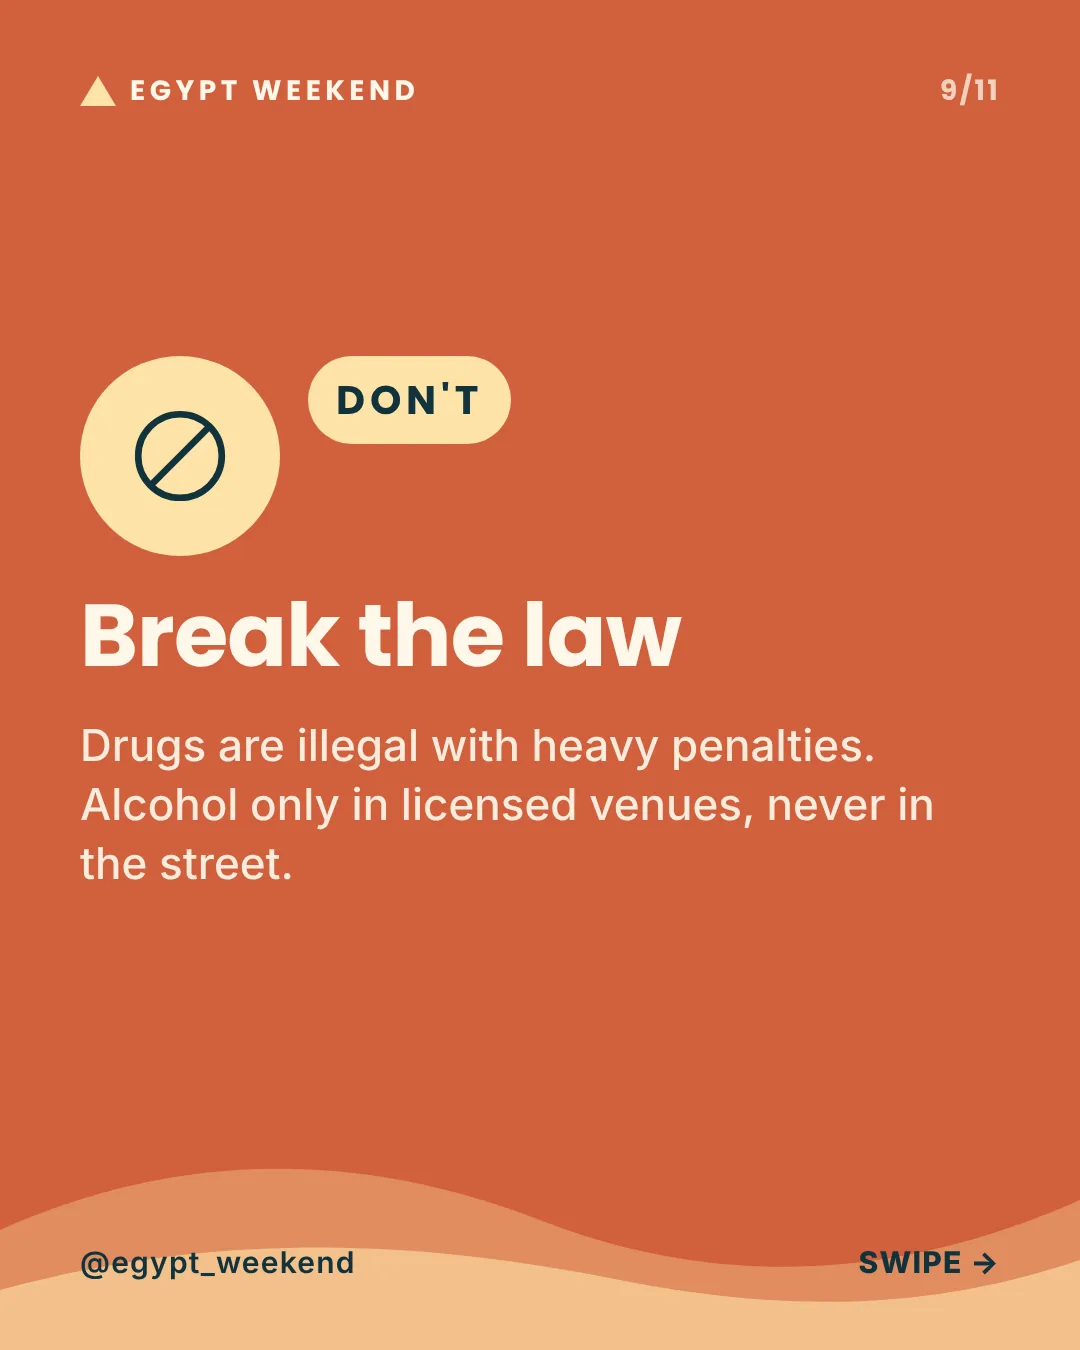 EGYPT WEEKEND
9/11
DON'T
Break the law
Drugs are illegal with heavy penalties.
Alcohol only in licensed venues, never in
the street.
@egypt_weekend
SWIPE →